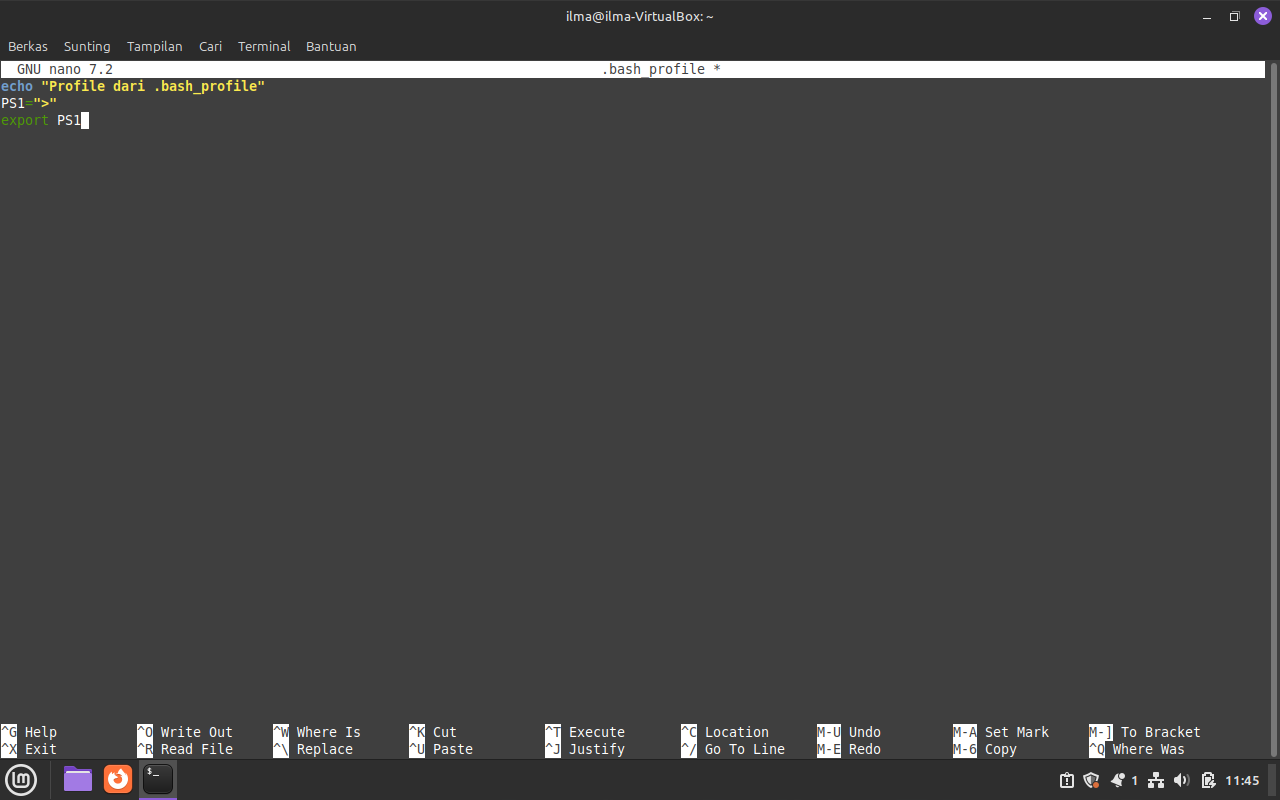 ilma@ilma-VirtualBox: ~
Berkas Sunting Tampilan Cari Terminal Bantuan
GNU nano 7.2 .bash_profile *
echo "Profile dari .bash_profile"
PS1=">"
export PS1
^G Help ^O Write Out ^W Where Is ^K Cut ^T Execute ^C Location M-U Undo M-A Set Mark M-] To Bracket
^X Exit ^R Read File ^\ Replace ^U Paste ^J Justify ^/ Go To Line M-E Redo M-6 Copy ^Q Where Was
$_ 1 11:45